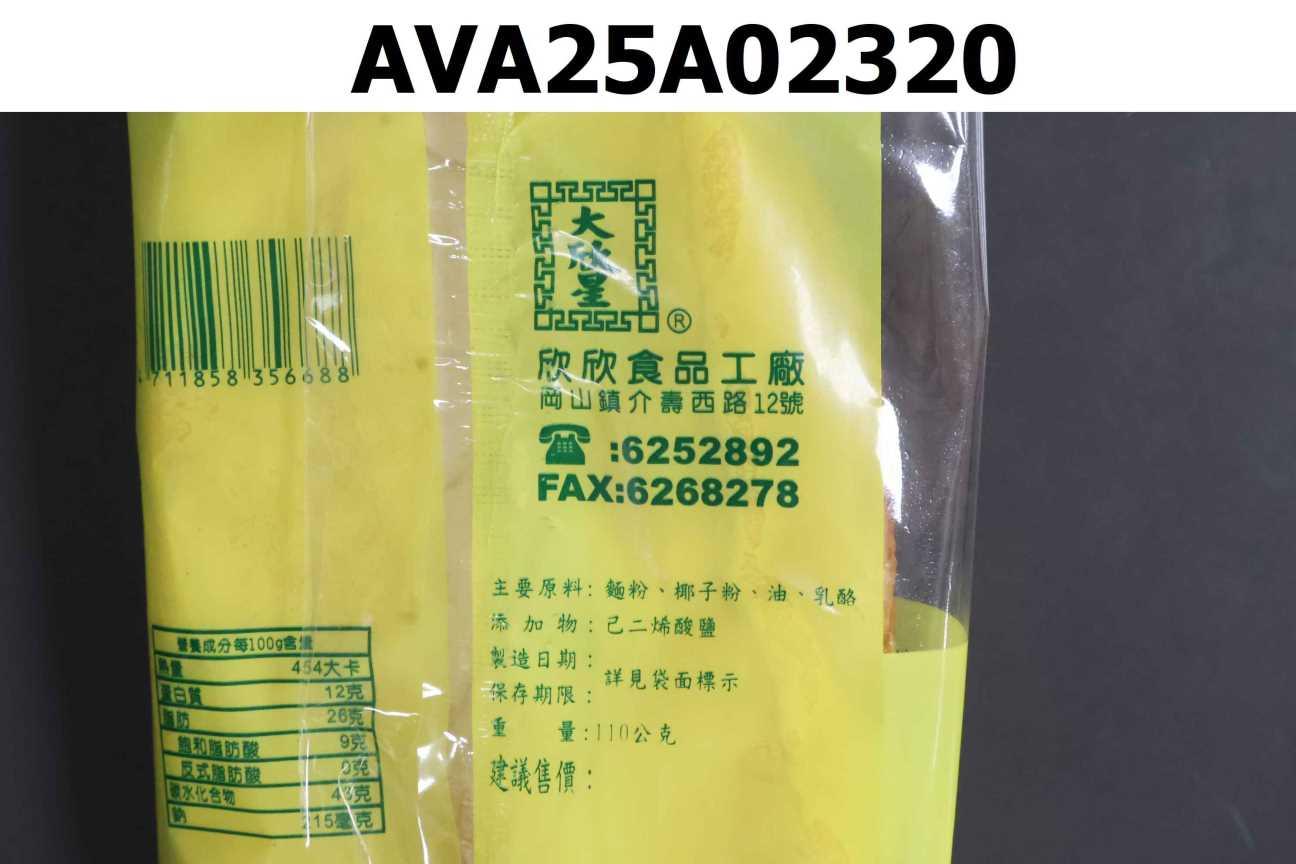 AVA25A02320
大
欣
星
®
欣欣食品工廠
岡山鎮介壽西路12號
:6252892
FAX:6268278
主要原料：麵粉、椰子粉、油、乳酪
添加物：己二烯酸鹽
製造日期：
保存期限：
詳見袋面標示
重量:110公克
建議售價：
4711858 356688
營養成分每100g含量
熱量 454大卡
蛋白質 12克
脂肪 26克
飽和脂肪酸 9克
反式脂肪酸 0克
碳水化合物
鈉 215毫克